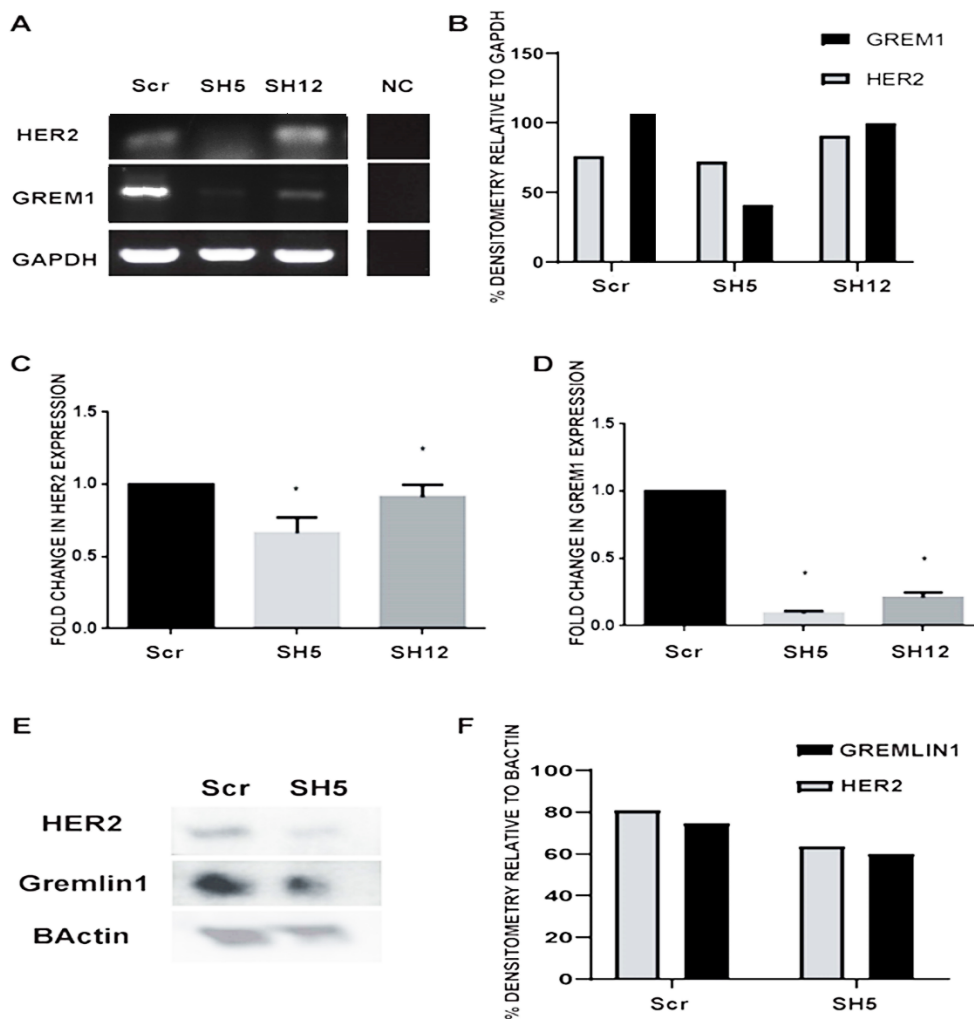 A
Scr SH5 SH12 NC
HER2
GREM1
GAPDH
B
% DENSITOMETRY RELATIVE TO GAPDH
150
100
50
0
GREM1
HER2
Scr SH5 SH12
C
FOLD CHANGE IN HER2 EXPRESSION
1.5
1.0
0.5
0.0
*
*
Scr SH5 SH12
D
FOLD CHANGE IN GREM1 EXPRESSION
1.5
1.0
0.5
0.0
*
*
Scr SH5 SH12
E
Scr SH5
HER2
Gremlin1
BActin
F
% DENSITOMETRY RELATIVE TO BACTIN
100
80
60
40
20
0
GREMLIN1
HER2
Scr SH5